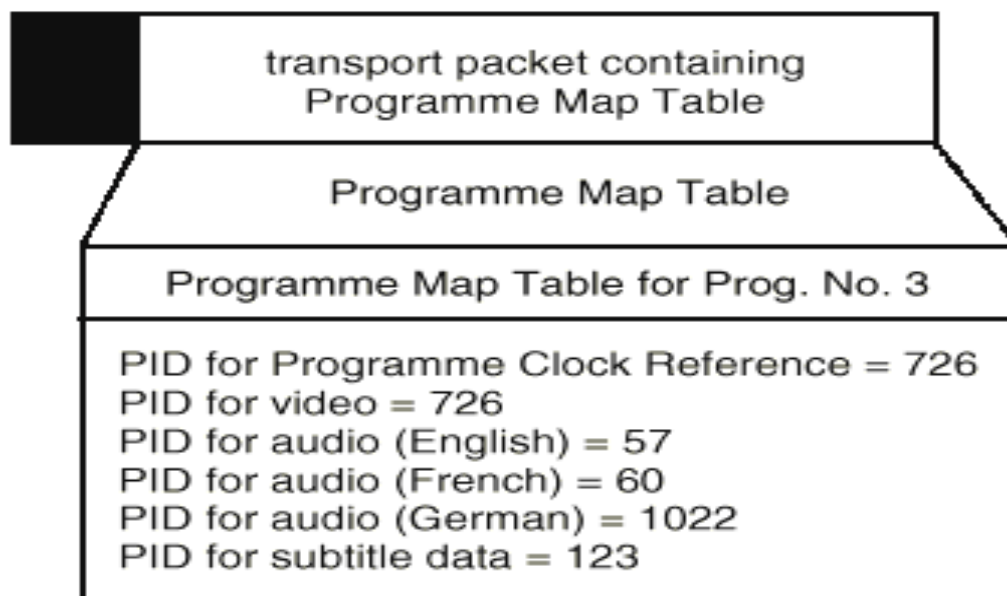 transport packet containing
Programme Map Table
Programme Map Table
Programme Map Table for Prog. No. 3
PID for Programme Clock Reference = 726
PID for video = 726
PID for audio (English) = 57
PID for audio (French) = 60
PID for audio (German) = 1022
PID for subtitle data = 123